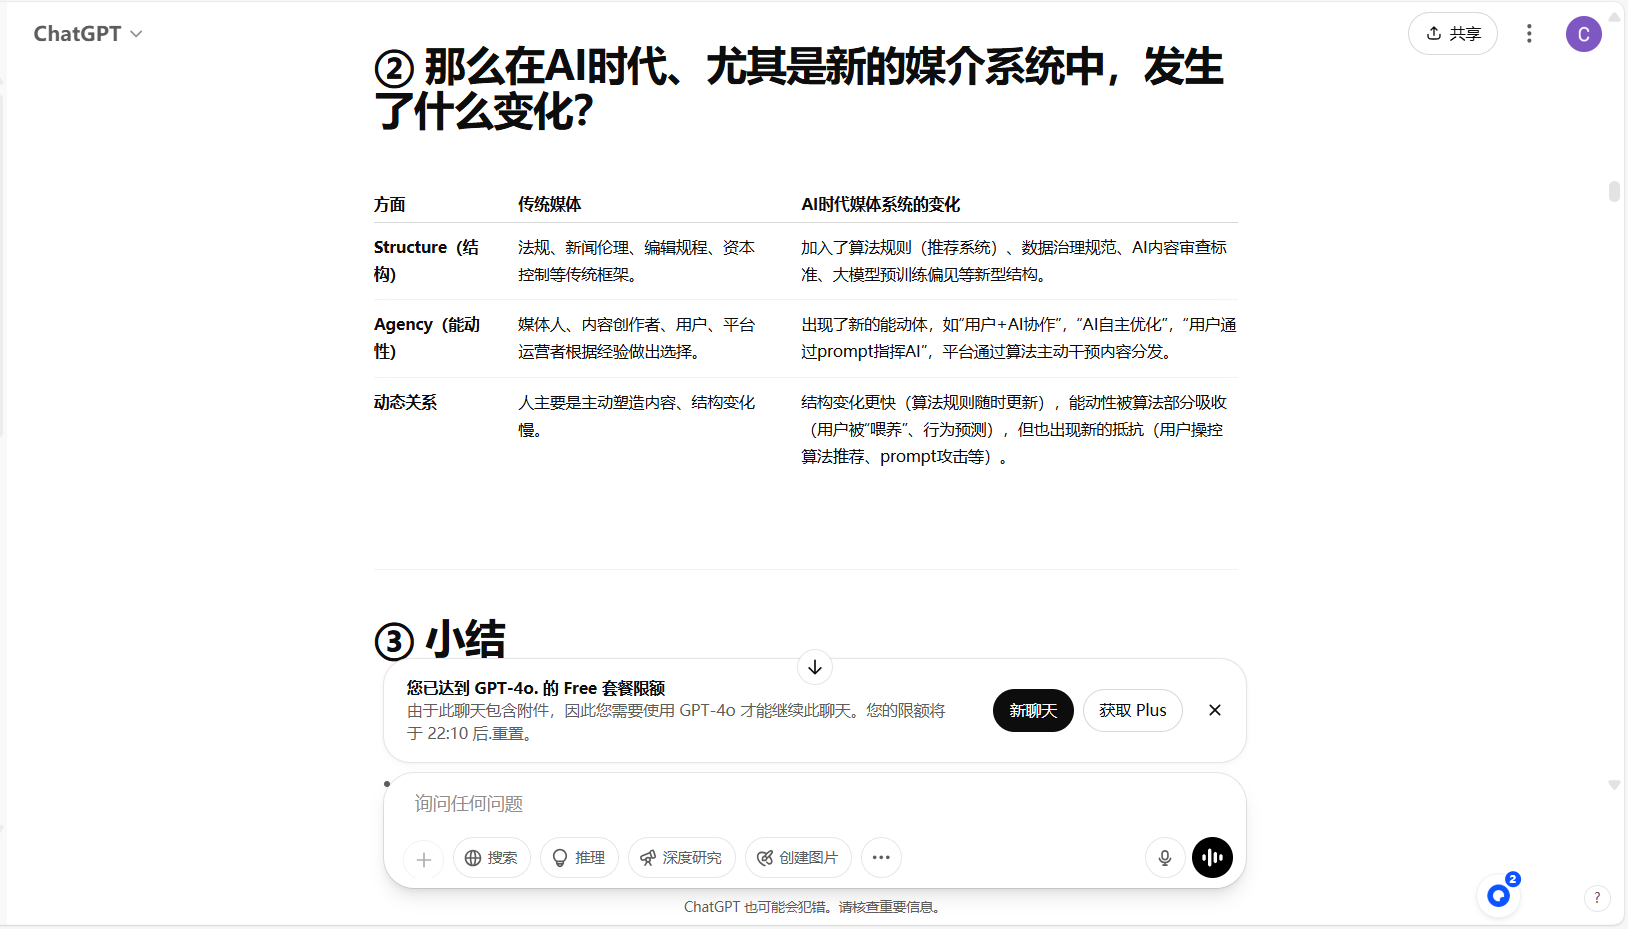 ChatGPT
共享
C
② 那么在AI时代、尤其是新的媒介系统中，发生
了什么变化？
方面
传统媒体
AI时代媒体系统的变化
Structure（结
构）
法规、新闻伦理、编辑规程、资本
控制等传统框架。
加入了算法规则（推荐系统）、数据治理规范、AI内容审查标
准、大模型预训练偏见等新型结构。
Agency（能动
性）
媒体人、内容创作者、用户、平台
运营者根据经验做出选择。
出现了新的能动体，如“用户+AI协作”，“AI自主优化”，“用户通
过prompt指挥AI”，平台通过算法主动干预内容分发。
动态关系
人主要是主动塑造内容、结构变化
慢。
结构变化更快（算法规则随时更新），能动性被算法部分吸收
（用户被“喂养”、行为预测），但也出现新的抵抗（用户操控
算法推荐、prompt攻击等）。
③ 小结
您已达到 GPT-4o. 的 Free 套餐限额
由于此聊天包含附件，因此您需要使用 GPT-4o 才能继续此聊天。您的限额将
于 22:10 后.重置。
新聊天
获取 Plus
询问任何问题
搜索
推理
深度研究
创建图片
ChatGPT 也可能会犯错。请核查重要信息。
2
?